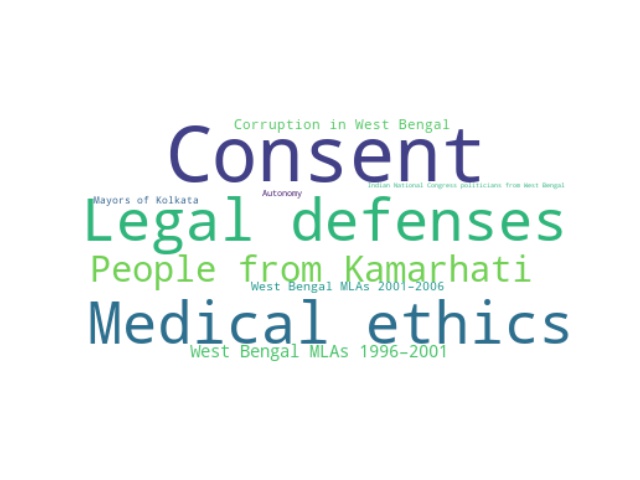 Corruption in West Bengal
Consent
Indian National Congress politicians from West Bengal
Autonomy
Mayors of Kolkata
Legal defenses
People from Kamarhati
West Bengal MLAs 2001–2006
Medical ethics
West Bengal MLAs 1996–2001